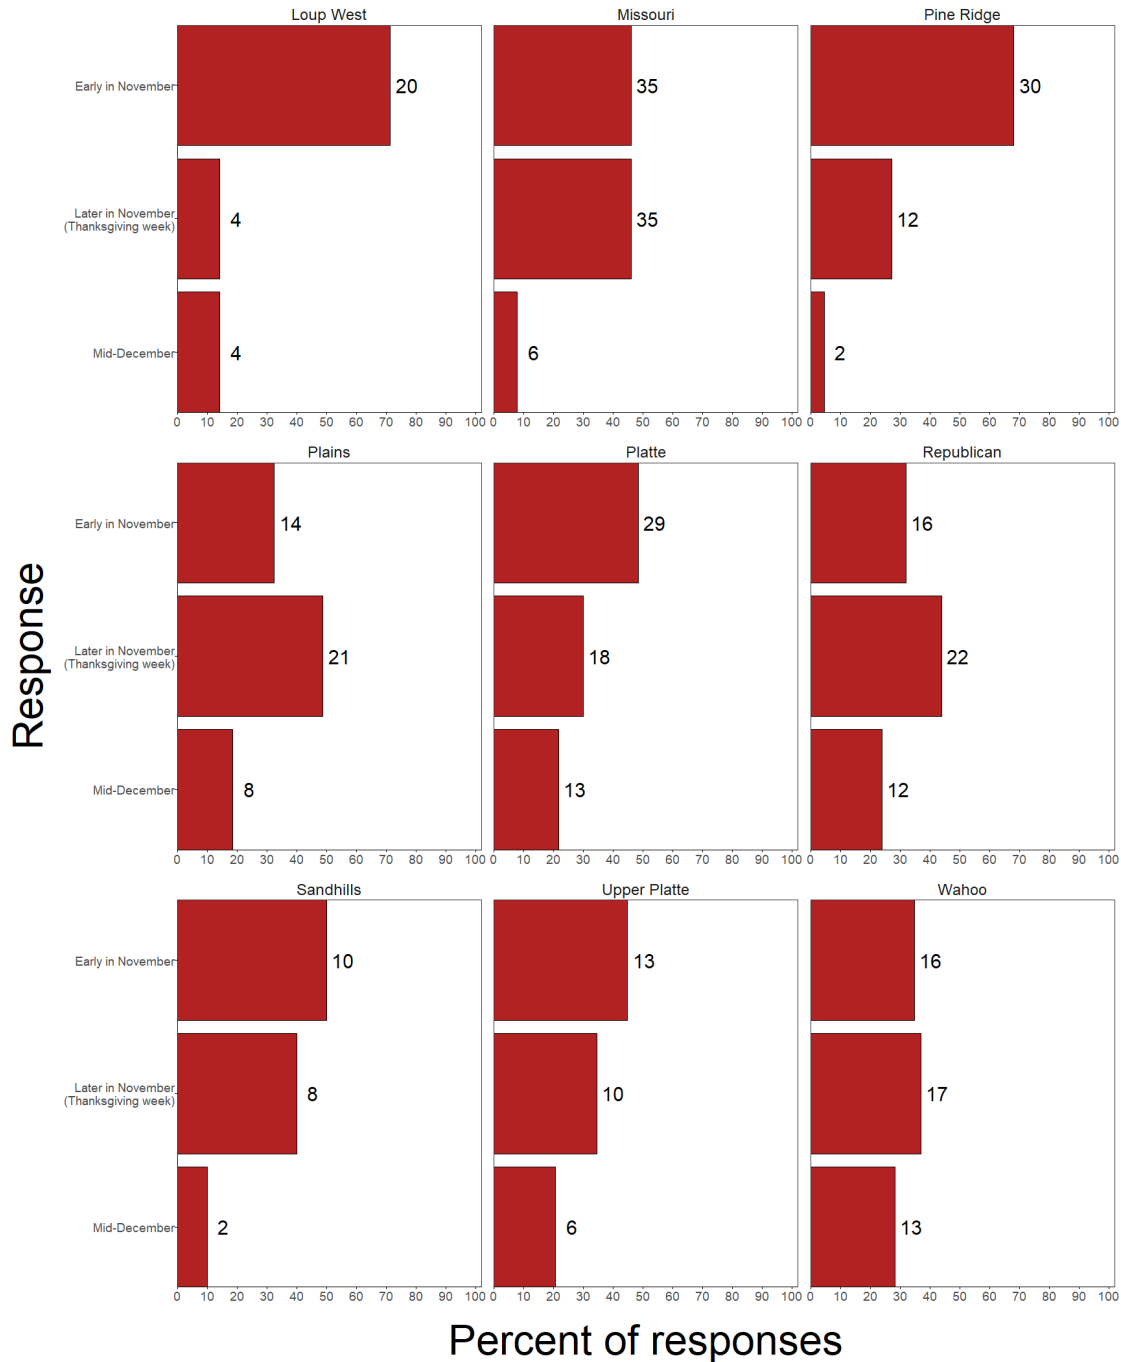 Loup West Missouri Pine Ridge
Early in November 20 35 30
Later in November
(Thanksgiving week) 4 35 12
Mid-December 4 6 2
0 10 20 30 40 50 60 70 80 90 100 0 10 20 30 40 50 60 70 80 90 100 0 10 20 30 40 50 60 70 80 90 100
Plains Platte Republican
Early in November 14 29 16
Later in November
(Thanksgiving week) 21 18 22
Mid-December 8 13 12
0 10 20 30 40 50 60 70 80 90 100 0 10 20 30 40 50 60 70 80 90 100 0 10 20 30 40 50 60 70 80 90 100
Sandhills Upper Platte Wahoo
Early in November 10 13 16
Later in November
(Thanksgiving week) 8 10 17
Mid-December 2 6 13
0 10 20 30 40 50 60 70 80 90 100 0 10 20 30 40 50 60 70 80 90 100 0 10 20 30 40 50 60 70 80 90 100
Response
Percent of responses